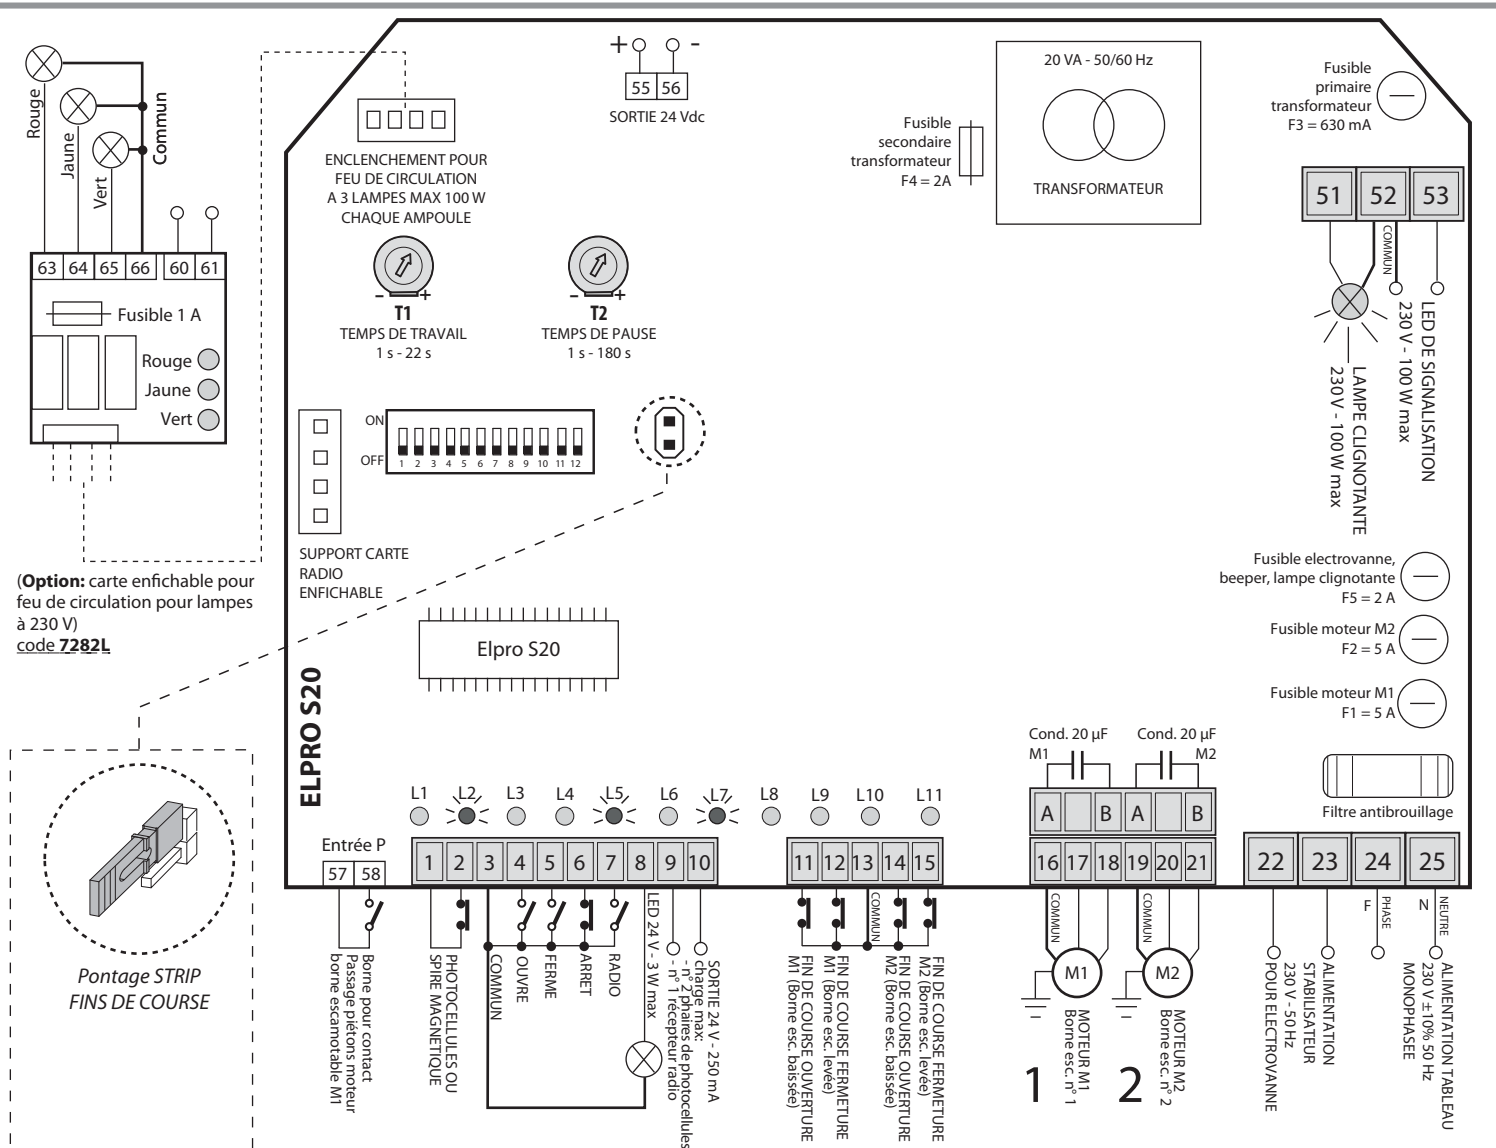 Rouge
Jaune
Vert
Commun
63 64 65 66 60 61
Fusible 1 A
Rouge
Jaune
Vert
(Option: carte enfichable pour
feu de circulation pour lampes
à 230 V)
code 7282L
Pontage STRIP
FINS DE COURSE
ENCLENCHEMENT POUR
FEU DE CIRCULATION
A 3 LAMPES MAX 100 W
CHAQUE AMPOULE
+ -
55 56
SORTIE 24 Vdc
- +
T1
TEMPS DE TRAVAIL
1 s - 22 s
- +
T2
TEMPS DE PAUSE
1 s - 180 s
20 VA - 50/60 Hz
TRANSFORMATEUR
Fusible
secondaire
transformateur
F4 = 2A
Fusible
primaire
transformateur
F3 = 630 mA
51 52 53
COMMUN
LAMPE CLIGNOTANTE
230 V - 100 W max
LED DE SIGNALISATION
230 V - 100 W max
ON
OFF
1 2 3 4 5 6 7 8 9 10 11 12
SUPPORT CARTE
RADIO
ENFICHABLE
Elpro S20
ELPRO S20
Fusible electrovanne,
beeper, lampe clignotante
F5 = 2 A
Fusible moteur M2
F2 = 5 A
Fusible moteur M1
F1 = 5 A
Filtre antibrouillage
Cond. 20 µF
M1
Cond. 20 µF
M2
A B A B
L1 L2 L3 L4 L5 L6 L7 L8 L9 L10 L11
Entrée P
57 58
1 2 3 4 5 6 7 8 9 10
11 12 13 14 15
16 17 18 19 20 21
22 23 24 25
Borne pour contact
Passage piétons moteur
borne escamotable M1
PHOTOCELLULES OU
SPIRE MAGNETIQUE
COMMUN
OUVRE
FERME
ARRET
RADIO
LED 24 V - 3 W max
SORTIE 24 V - 250 mA
charge max:
- n° 2 phaires de photocellules
- n° 1 récepteur radio
FIN DE COURSE OUVERTURE
M1 (Borne esc. baissée)
FIN DE COURSE FERMETURE
M1 (Borne esc. levée)
COMMUN
FIN DE COURSE OUVERTURE
M2 (Borne esc. baissée)
FIN DE COURSE FERMETURE
M2 (Borne esc. levée)
COMMUN
M1
1
MOTEUR M1
Borne esc. n° 1
COMMUN
M2
2
MOTEUR M2
Borne esc. n° 2
POUR ELECTROVANNE
ALIMENTATION
STABILISATEUR
230 V - 50 Hz
F
PHASE
N
NEUTRE
ALIMENTATION TABLEAU
230 V ±10% 50 Hz
MONOPHASEE